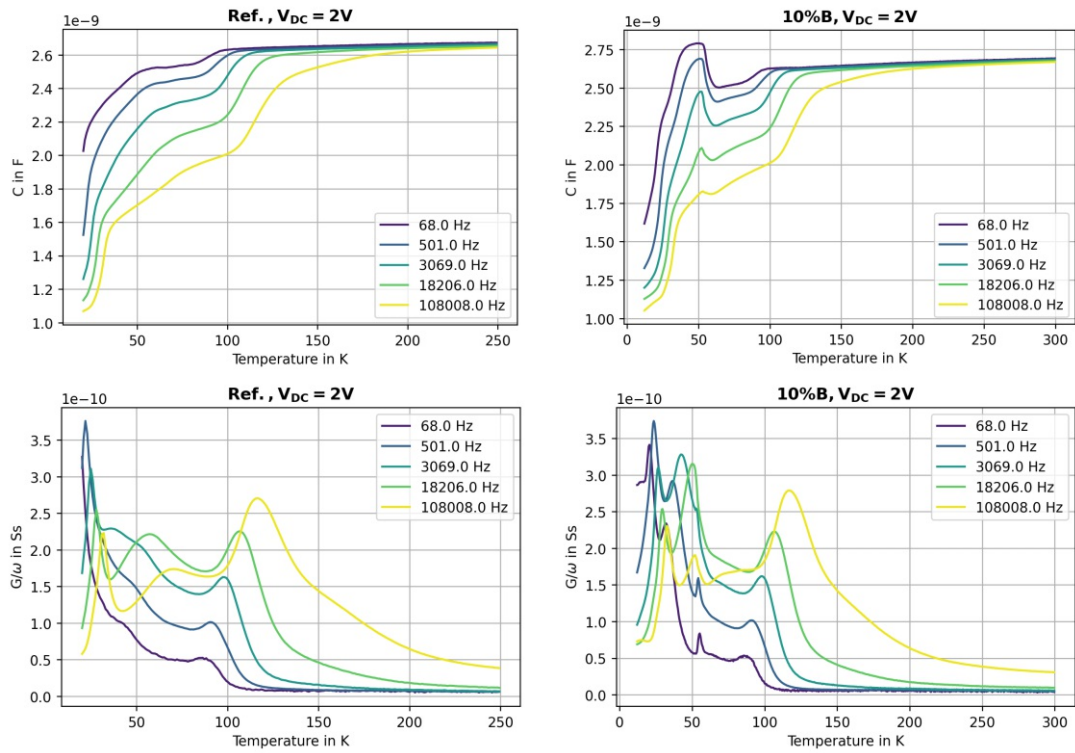 Ref., V_DC = 2V
1e−9
C in F
2.6
2.4
2.2
2.0
1.8
1.6
1.4
1.2
1.0
68.0 Hz
501.0 Hz
3069.0 Hz
18206.0 Hz
108008.0 Hz
50 100 150 200 250
Temperature in K
10%B, V_DC = 2V
1e−9
C in F
2.75
2.50
2.25
2.00
1.75
1.50
1.25
1.00
68.0 Hz
501.0 Hz
3069.0 Hz
18206.0 Hz
108008.0 Hz
0 50 100 150 200 250 300
Temperature in K
Ref., V_DC = 2V
1e−10
G/ω in Ss
3.5
3.0
2.5
2.0
1.5
1.0
0.5
0.0
68.0 Hz
501.0 Hz
3069.0 Hz
18206.0 Hz
108008.0 Hz
50 100 150 200 250
Temperature in K
10%B, V_DC = 2V
1e−10
G/ω in Ss
3.5
3.0
2.5
2.0
1.5
1.0
0.5
0.0
68.0 Hz
501.0 Hz
3069.0 Hz
18206.0 Hz
108008.0 Hz
0 50 100 150 200 250 300
Temperature in K